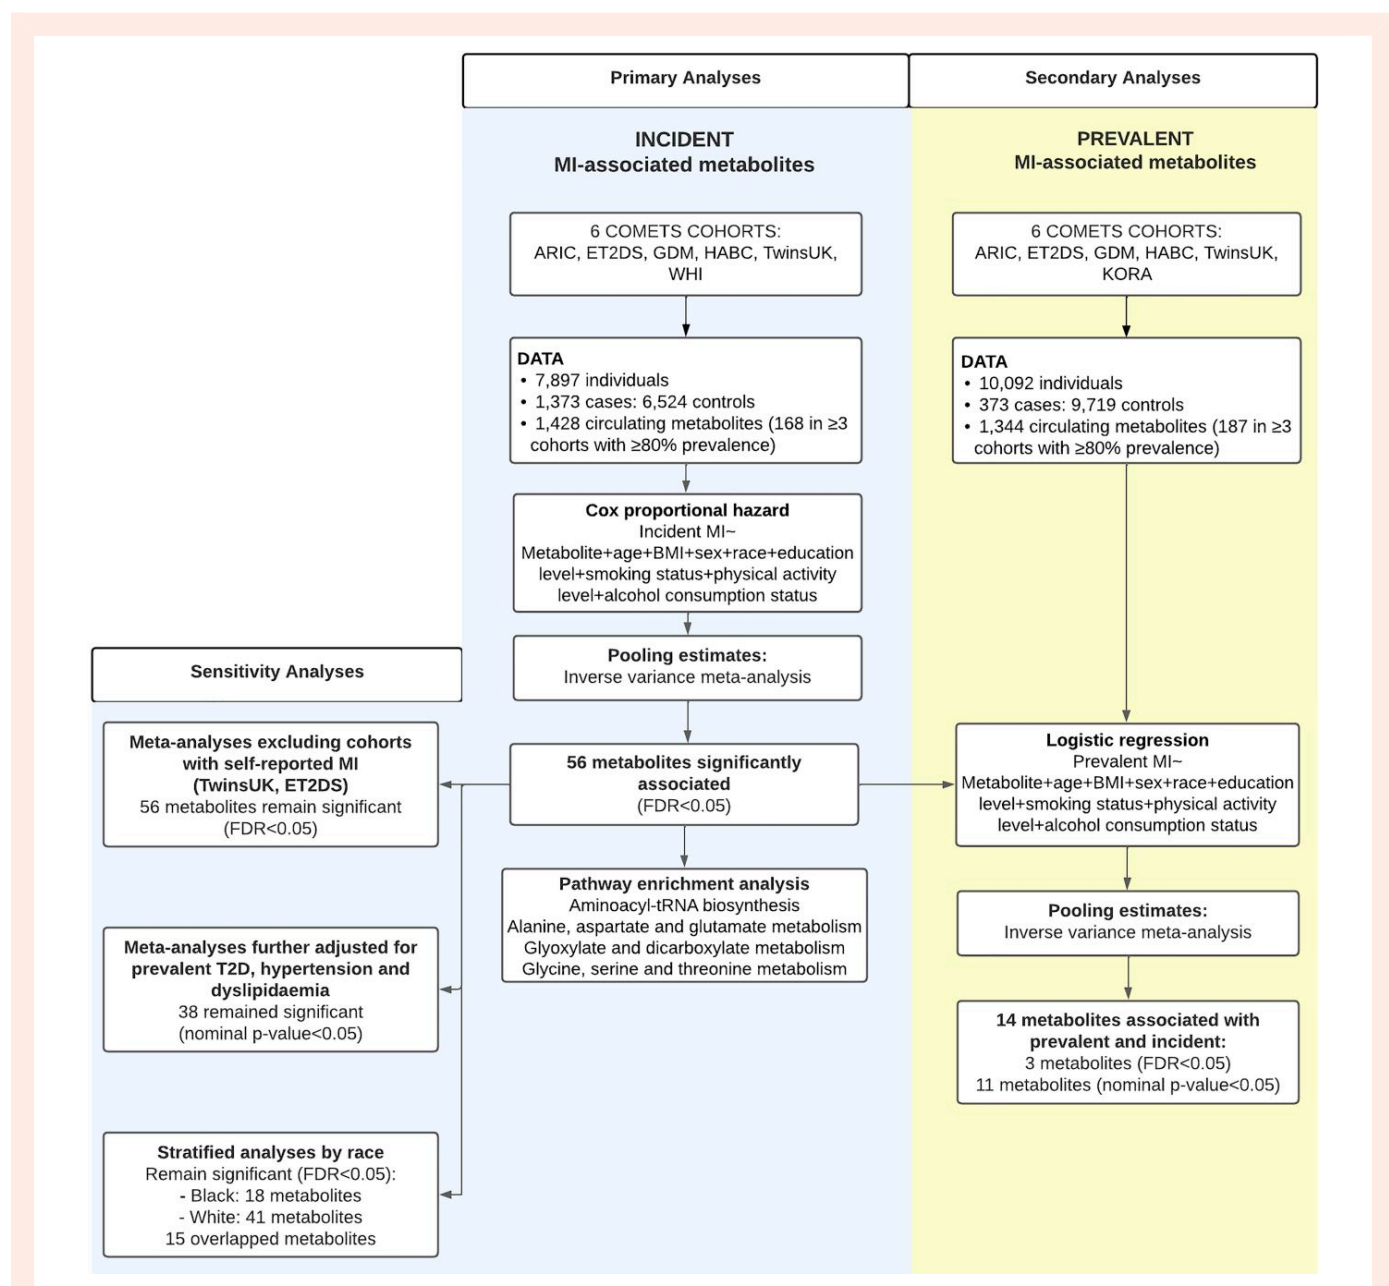 Primary Analyses
Secondary Analyses
INCIDENT
MI-associated metabolites
PREVALENT
MI-associated metabolites
6 COMETS COHORTS:
ARIC, ET2DS, GDM, HABC, TwinsUK,
WHI
6 COMETS COHORTS:
ARIC, ET2DS, GDM, HABC, TwinsUK,
KORA
DATA
• 7,897 individuals
• 1,373 cases: 6,524 controls
• 1,428 circulating metabolites (168 in ≥3
cohorts with ≥80% prevalence)
DATA
• 10,092 individuals
• 373 cases: 9,719 controls
• 1,344 circulating metabolites (187 in ≥3
cohorts with ≥80% prevalence)
Cox proportional hazard
Incident MI~
Metabolite+age+BMI+sex+race+education
level+smoking status+physical activity
level+alcohol consumption status
Pooling estimates:
Inverse variance meta-analysis
Sensitivity Analyses
Meta-analyses excluding cohorts
with self-reported MI
(TwinsUK, ET2DS)
56 metabolites remain significant
(FDR<0.05)
56 metabolites significantly
associated
(FDR<0.05)
Logistic regression
Prevalent MI~
Metabolite+age+BMI+sex+race+education
level+smoking status+physical activity
level+alcohol consumption status
Pathway enrichment analysis
Aminoacyl-tRNA biosynthesis
Alanine, aspartate and glutamate metabolism
Glyoxylate and dicarboxylate metabolism
Glycine, serine and threonine metabolism
Pooling estimates:
Inverse variance meta-analysis
Meta-analyses further adjusted for
prevalent T2D, hypertension and
dyslipidaemia
38 remained significant
(nominal p-value<0.05)
14 metabolites associated with
prevalent and incident:
3 metabolites (FDR<0.05)
11 metabolites (nominal p-value<0.05)
Stratified analyses by race
Remain significant (FDR<0.05):
- Black: 18 metabolites
- White: 41 metabolites
15 overlapped metabolites